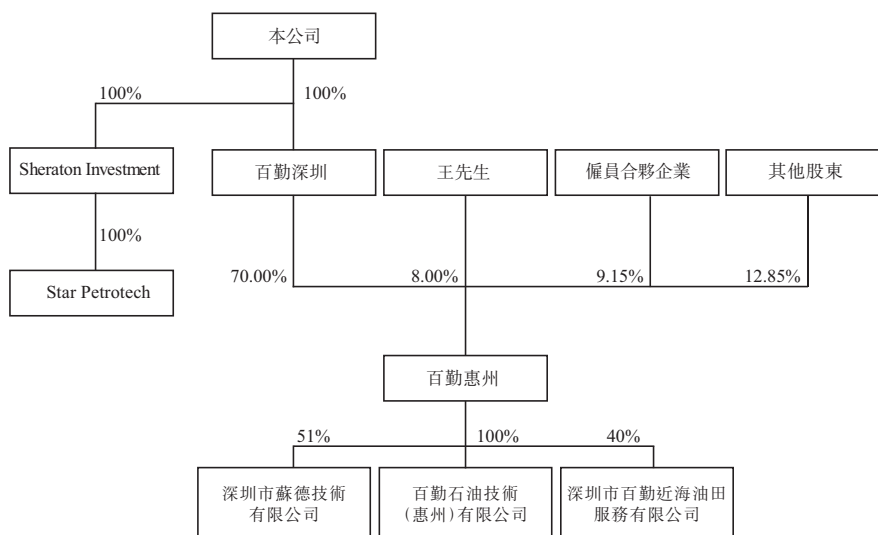 本公司
100%
100%
Sheraton Investment
百勤深圳
王先生
僱員合夥企業
其他股東
100%
70.00%
8.00%
9.15%
12.85%
Star Petrotech
百勤惠州
51%
100%
40%
深圳市蘇德技術
有限公司
百勤石油技術
(惠州)有限公司
深圳市百勤近海油田
服務有限公司